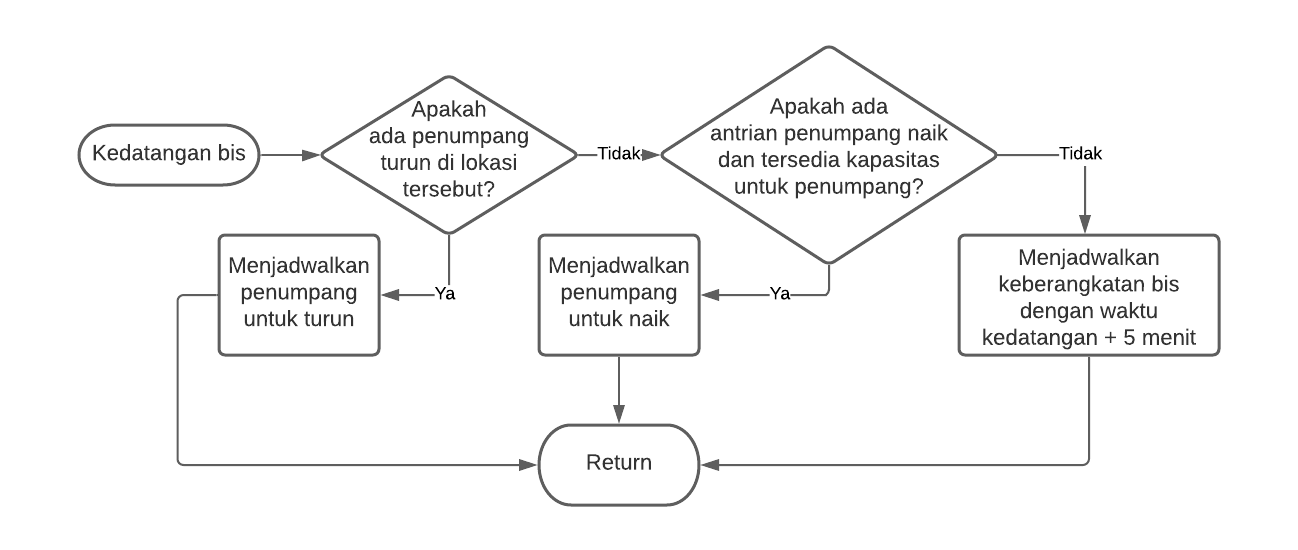 Kedatangan bis
Apakah
ada penumpang
turun di lokasi
tersebut?
Tidak
Apakah ada
antrian penumpang naik
dan tersedia kapasitas
untuk penumpang?
Tidak
Ya
Menjadwalkan
penumpang
untuk turun
Ya
Menjadwalkan
penumpang
untuk naik
Menjadwalkan
keberangkatan bis
dengan waktu
kedatangan + 5 menit
Return